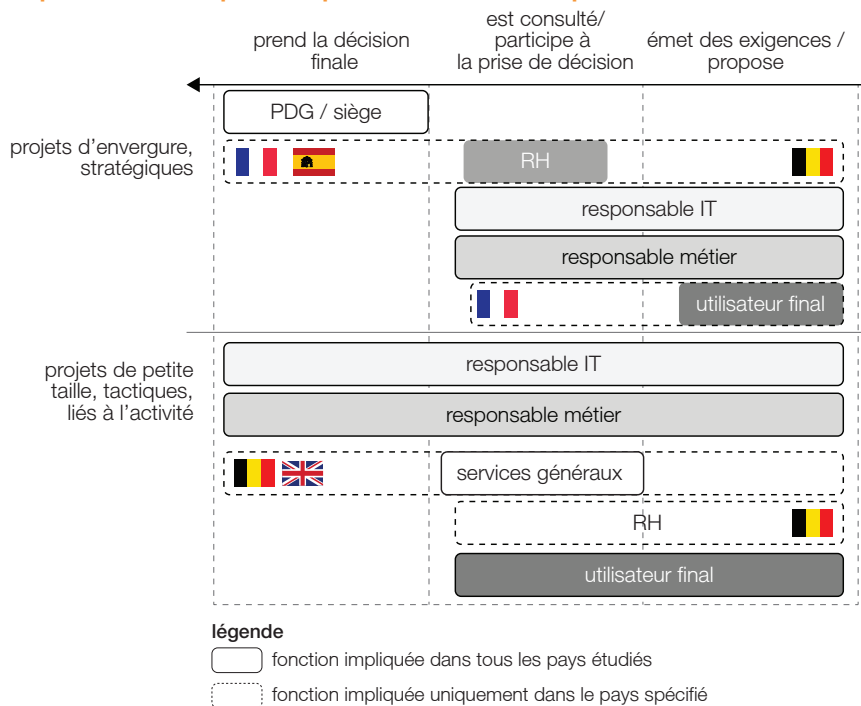 prend la décision
finale
est consulté/
participe à
la prise de décision
émet des exigences /
propose
projets d'envergure,
stratégiques
PDG / siège
RH
responsable IT
responsable métier
utilisateur final
projets de petite
taille, tactiques,
liés à l'activité
responsable IT
responsable métier
services généraux
RH
utilisateur final
légende
fonction impliquée dans tous les pays étudiés
fonction impliquée uniquement dans le pays spécifié